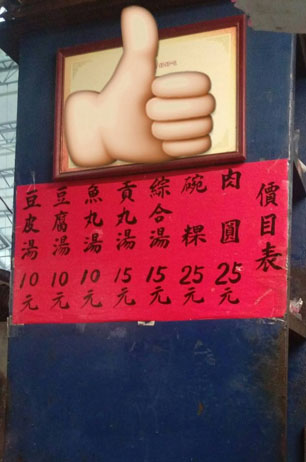 價目表
肉圓 25元
碗粿 25元
綜合湯 15元
貢丸湯 15元
魚丸湯 10元
豆腐湯 10元
豆皮湯 10元